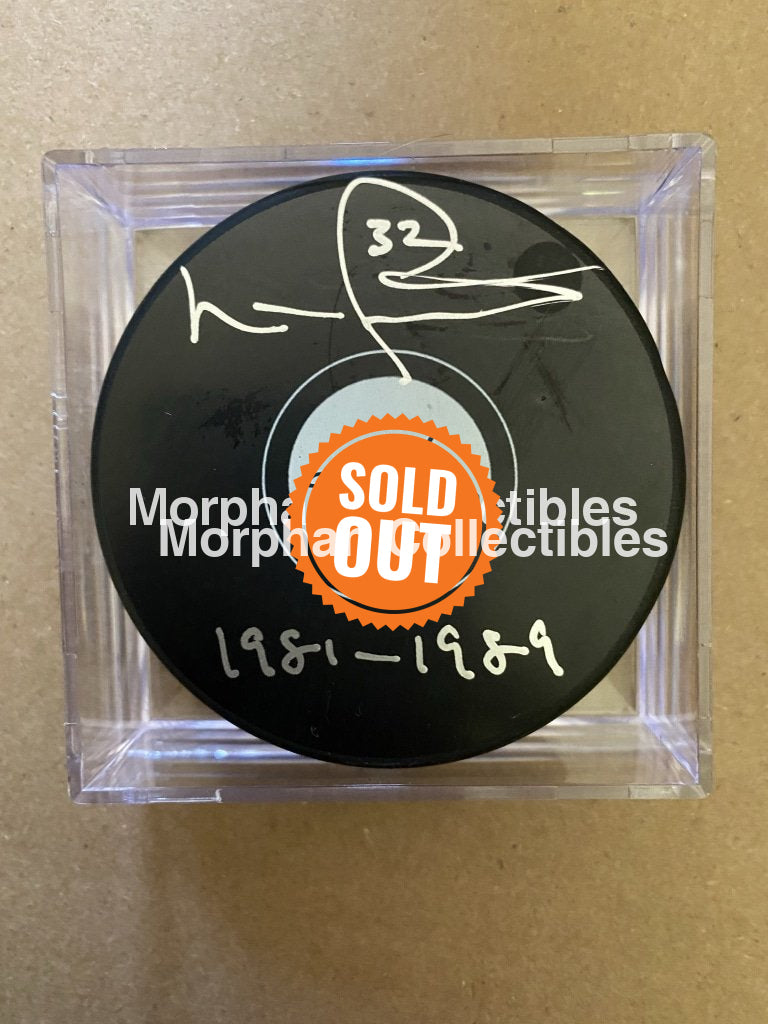 32
SOLD
OUT
Morphan Collectibles
Morphan Collectibles
1981-1989